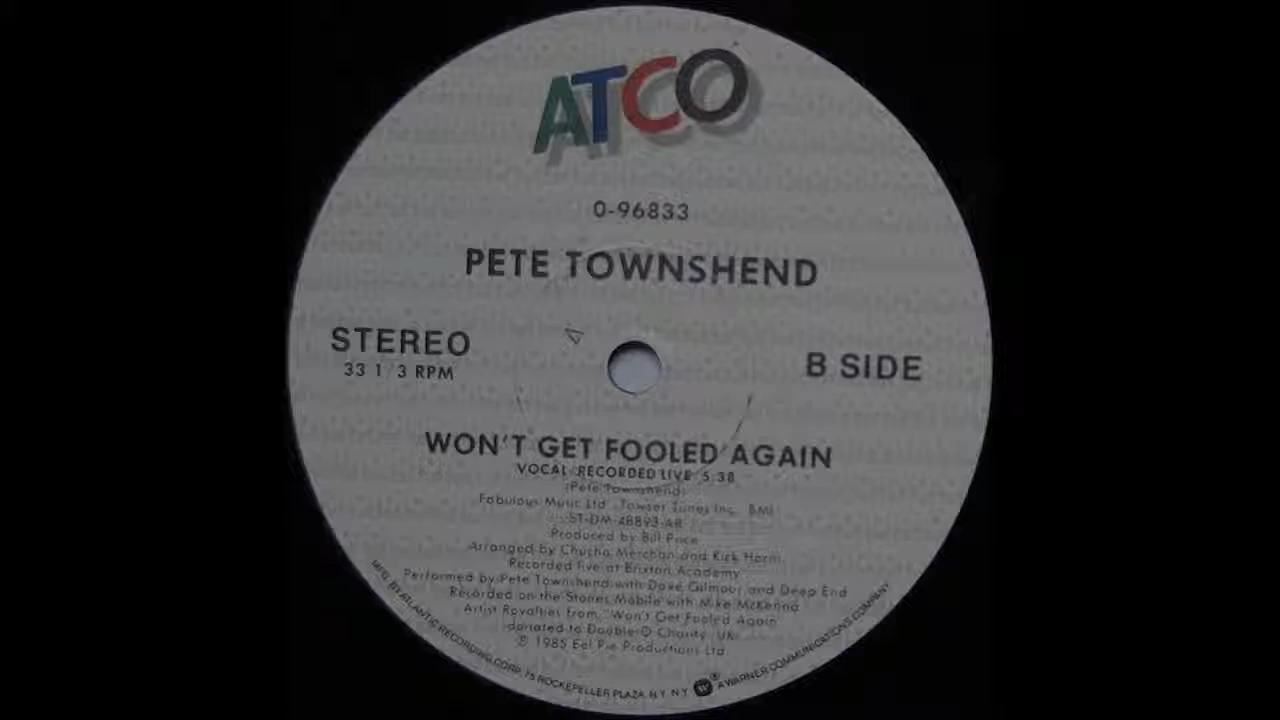 ATCO
0-96833
PETE TOWNSHEND
STEREO
33 1/3 RPM
B SIDE
WON'T GET FOOLED AGAIN
VOCAL RECORDED LIVE 5:38
(Pete Townshend)
Fabulous Music Ltd. Towser Tunes Inc. BMI
ST-DM-48893-AR
Produced by Bill Price
Arranged by Chucho Merchan and Kick Horns
Recorded live at Brixton Academy
Performed by Pete Townshend with Dave Gilmour and Deep End
Recorded on the Stones Mobile with Mike McKenna
Artist Royalties from "Won't Get Fooled Again
donated to Double-O Charity, UK
℗ 1985 Eel Pie Productions Ltd.
MFG. BY ATLANTIC RECORDING CORP., 75 ROCKEFELLER PLAZA, N.Y., N.Y. W ® A WARNER COMMUNICATIONS COMPANY